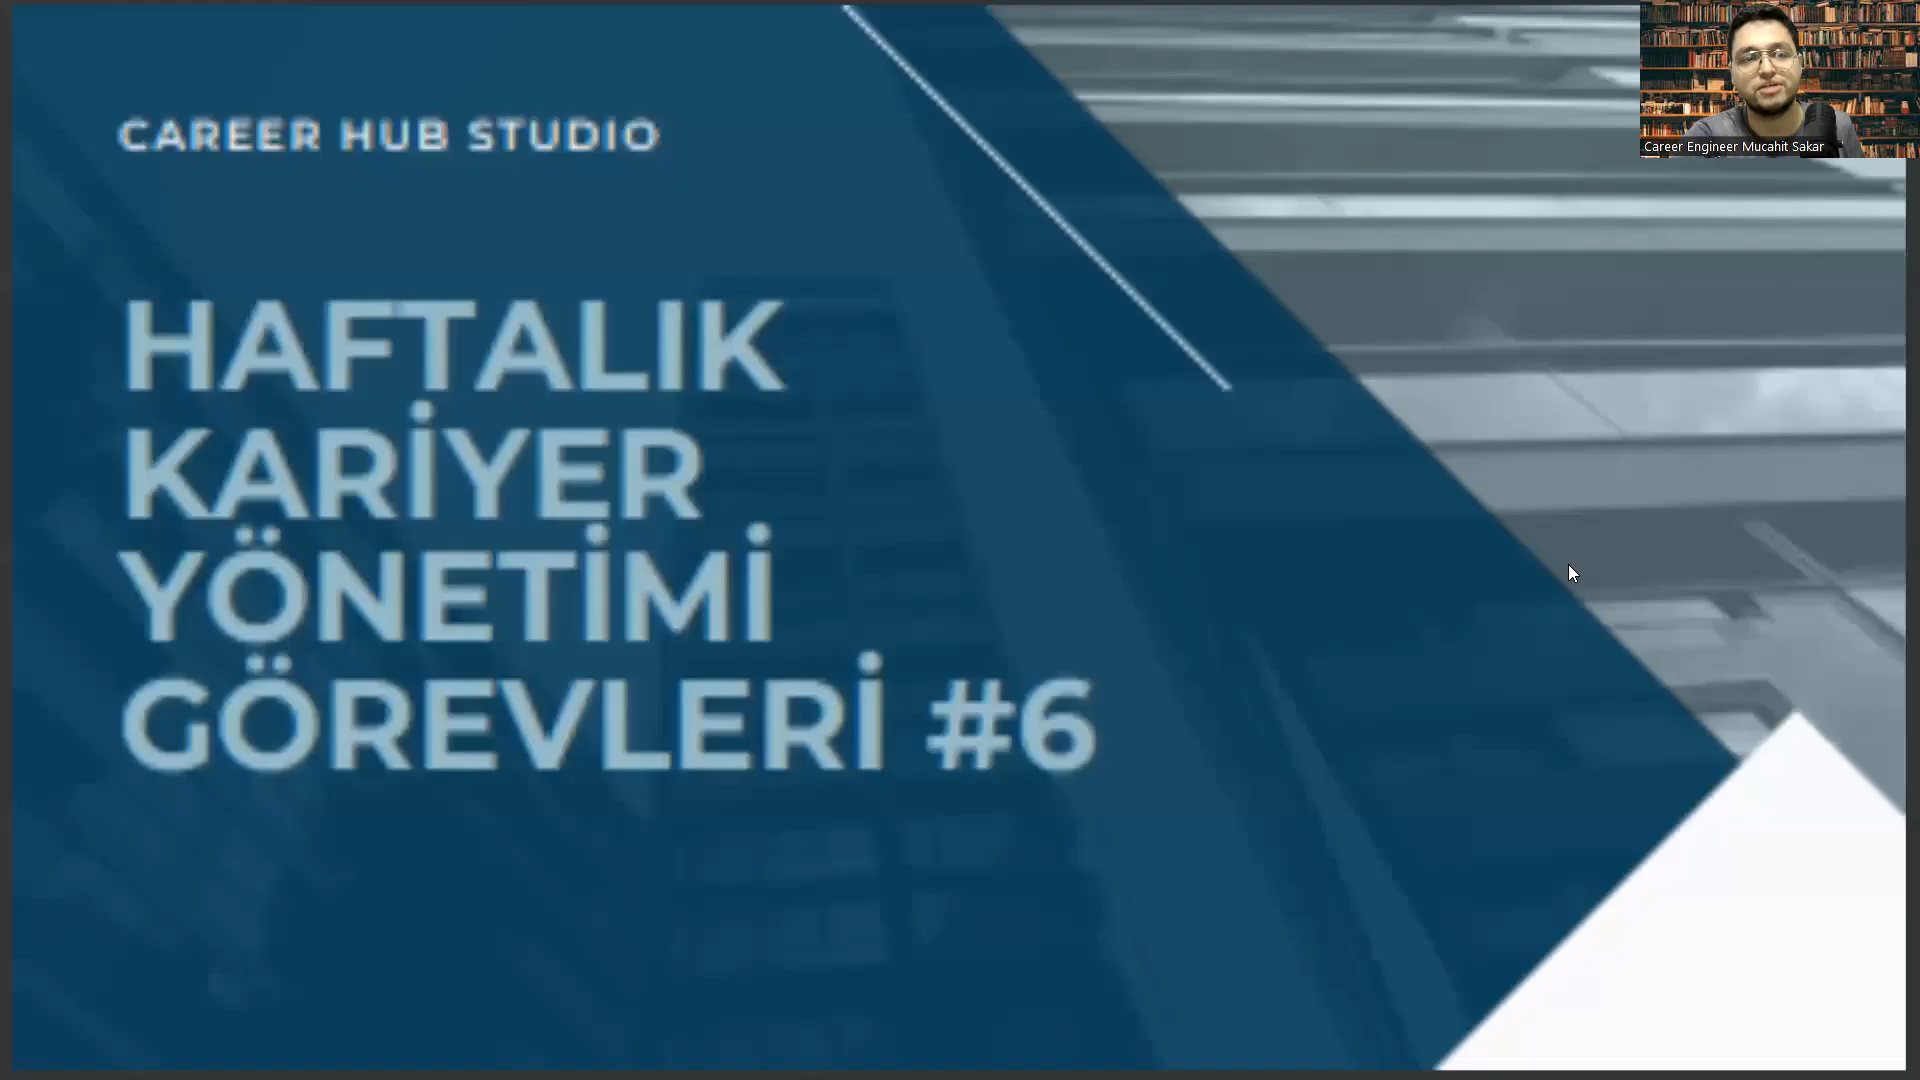 CAREER HUB STUDIO
HAFTALIK
KARİYER
YÖNETİMİ
GÖREVLERİ #6
Career Engineer Mucahit Sakar